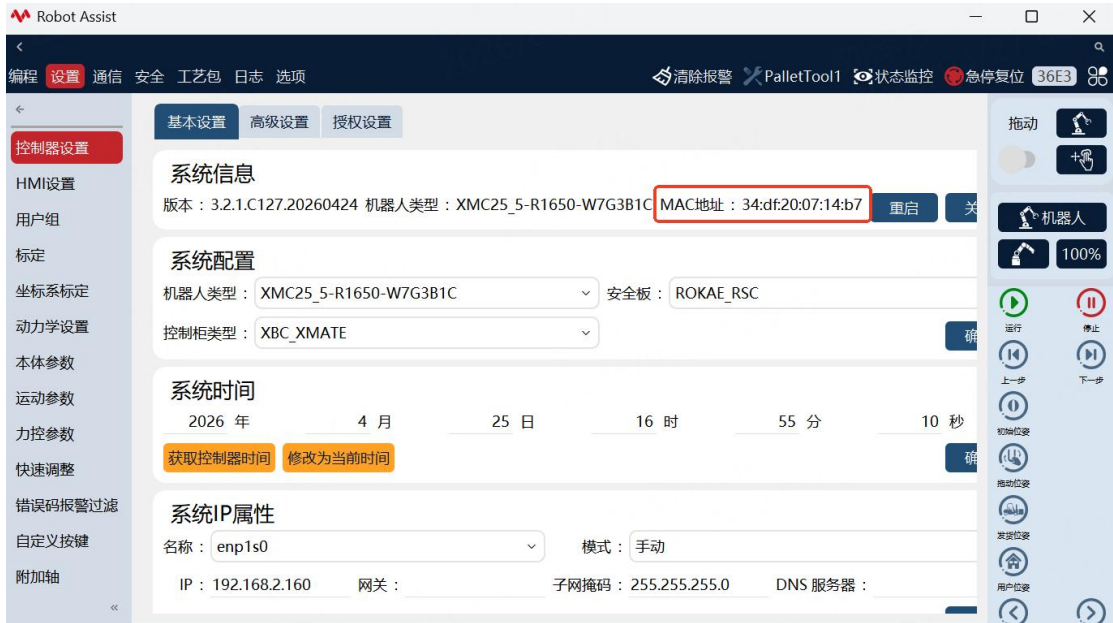 Robot Assist
编程 设置 通信 安全 工艺包 日志 选项 清除报警 PalletTool1 状态监控 急停复位 36E3
控制器设置
HMI设置
用户组
标定
坐标系标定
动力学设置
本体参数
运动参数
力控参数
快速调整
错误码报警过滤
自定义按键
附加轴
基本设置 高级设置 授权设置
系统信息
版本：3.2.1.C127.20260424 机器人类型：XMC25_5-R1650-W7G3B1C MAC地址：34:df:20:07:14:b7 重启 关
系统配置
机器人类型：XMC25_5-R1650-W7G3B1C 安全板：ROKAE_RSC
控制柜类型：XBC_XMATE 确
系统时间
2026 年 4 月 25 日 16 时 55 分 10 秒
获取控制器时间 修改为当前时间 确
系统IP属性
名称：enp1s0 模式：手动
IP：192.168.2.160 网关： 子网掩码：255.255.255.0 DNS 服务器：
拖动
机器人
100%
运行 停止
上一步 下一步
初始位姿
拖动位姿
发货位姿
用户位姿